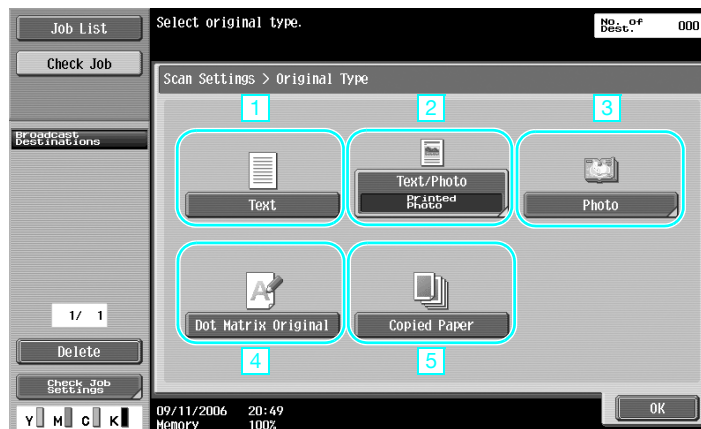 Job List
Check Job
Broadcast
Destinations
1/ 1
Delete
Check Job
Settings
Y M C K
Select original type.
No. of
Dest.
000
Scan Settings > Original Type
1
2
3
Text
Text/Photo
Printed
Photo
Photo
Dot Matrix Original
Copied Paper
4
5
09/11/2006 20:49
Memory 100%
OK